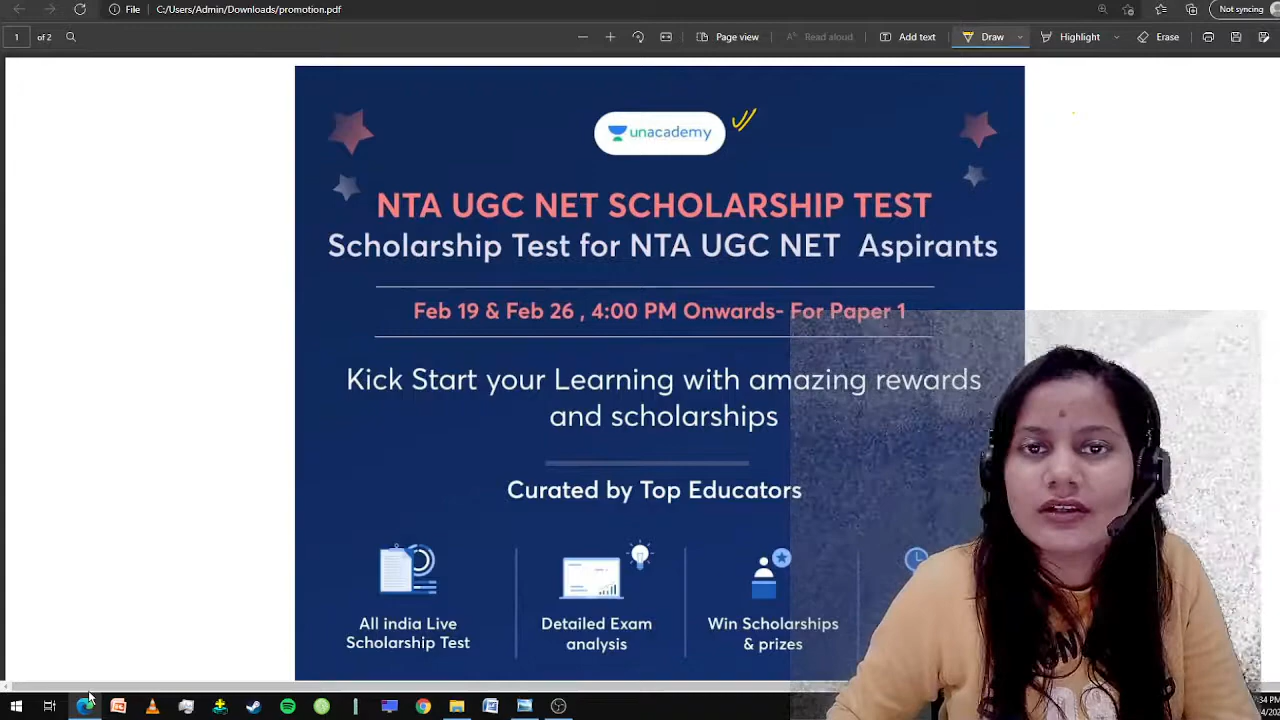 File
C:/Users/Admin/Downloads/promotion.pdf
Not syncing
1
of 2
Page view
Read aloud
Add text
Draw
Highlight
Erase
unacademy
NTA UGC NET SCHOLARSHIP TEST
Scholarship Test for NTA UGC NET Aspirants
Feb 19 & Feb 26 , 4:00 PM Onwards- For Paper 1
Kick Start your Learning with amazing rewards
and scholarships
Curated by Top Educators
All india Live
Scholarship Test
Detailed Exam
analysis
Win Scholarships
& prizes